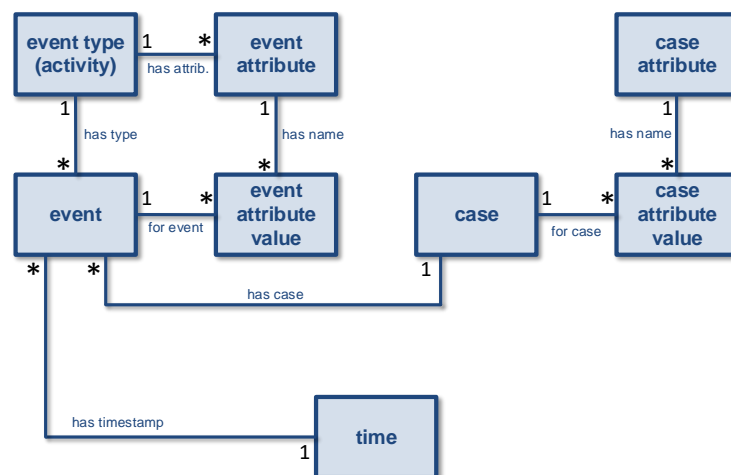 event type
(activity)
1
*
has attrib.
event
attribute
case
attribute
1
has type
*
1
has name
*
1
has name
*
event
1
*
for event
event
attribute
value
case
1
*
for case
case
attribute
value
*
*
has case
1
has timestamp
1
time